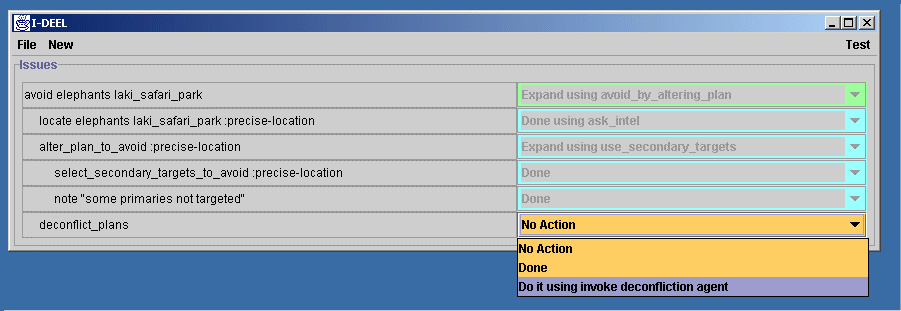 I-DEEL
File New Test
Issues
avoid elephants laki_safari_park Expand using avoid_by_altering_plan
locate elephants laki_safari_park :precise-location Done using ask_intel
alter_plan_to_avoid :precise-location Expand using use_secondary_targets
select_secondary_targets_to_avoid :precise-location Done
note "some primaries not targeted" Done
deconflict_plans No Action
No Action
Done
Do it using invoke deconfliction agent